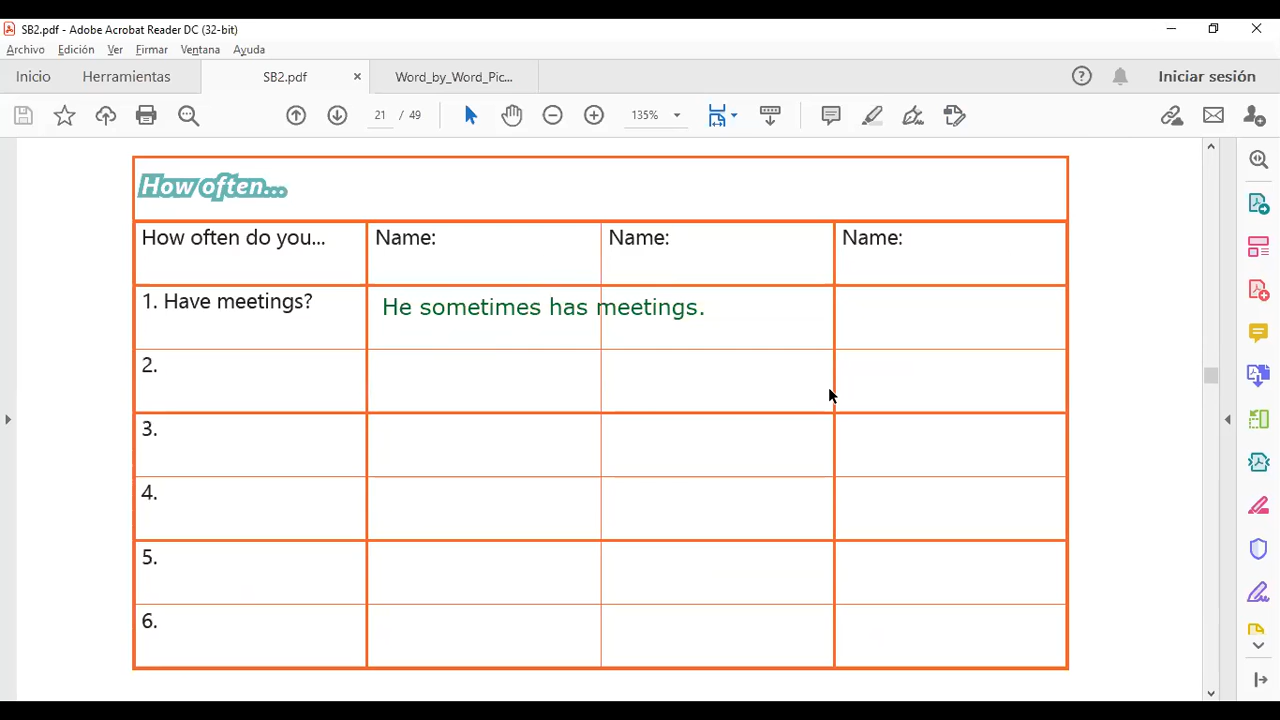 SB2.pdf - Adobe Acrobat Reader DC (32-bit)
Archivo Edición Ver Firmar Ventana Ayuda
Inicio Herramientas SB2.pdf × Word_by_Word_Pic... Iniciar sesión
21 / 49 135%
How often...
How often do you... Name: Name: Name:
1. Have meetings? He sometimes has meetings.
2.
3.
4.
5.
6.